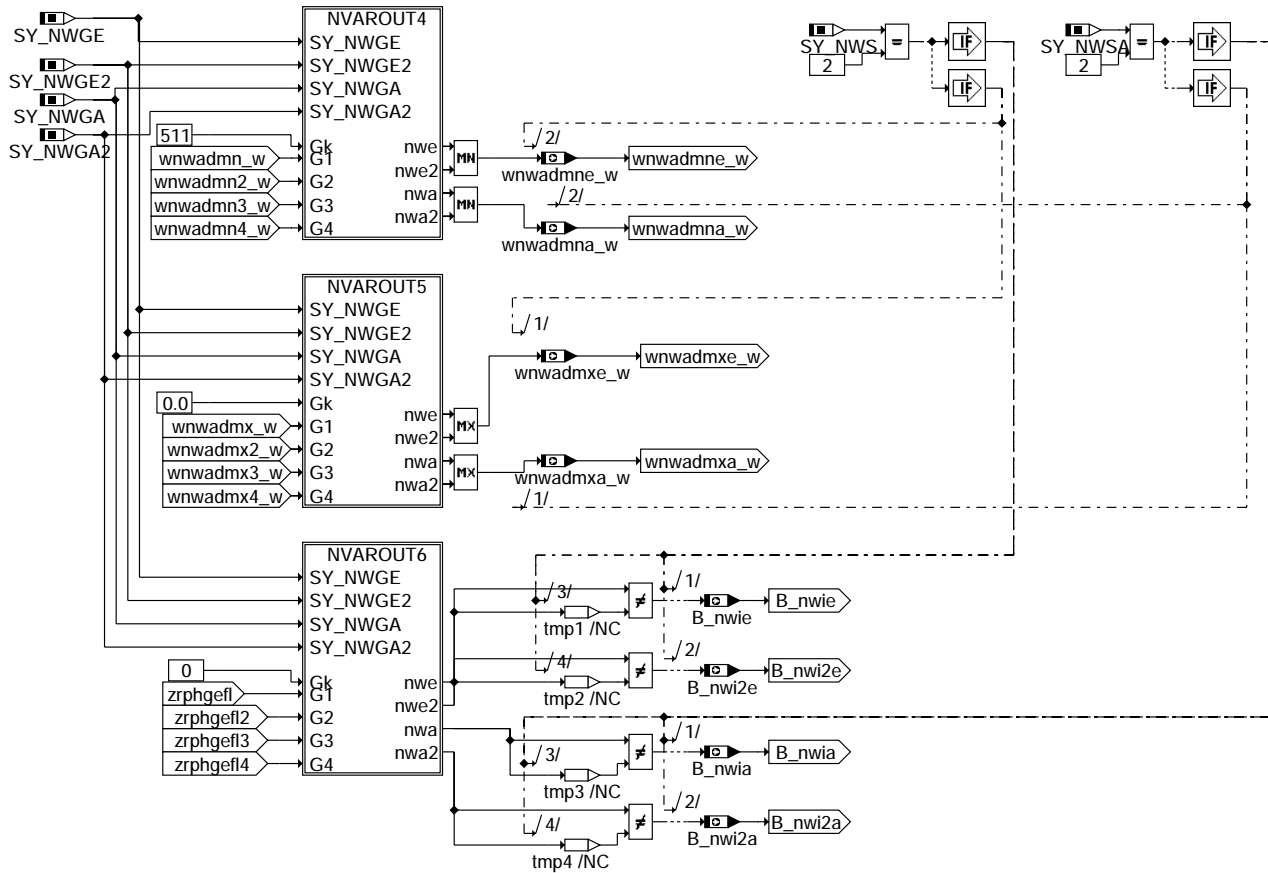 SY_NWGE
SY_NWGE2
SY_NWGA
SY_NWGA2
NVAROUT4
SY_NWGE
SY_NWGE2
SY_NWGA
SY_NWGA2
511
Gk
wnwadmn_w
G1
wnwadmn2_w
G2
wnwadmn3_w
G3
wnwadmn4_w
G4
nwe
nwe2
nwa
nwa2
MN
MN
2/
wnwadmne_w
wnwadmne_w
2/
wnwadmna_w
wnwadmna_w
SY_NWS
2
=
IF
IF
SY_NWSA
2
=
IF
IF
NVAROUT5
SY_NWGE
SY_NWGE2
SY_NWGA
SY_NWGA2
0.0
Gk
wnwadmx_w
G1
wnwadmx2_w
G2
wnwadmx3_w
G3
wnwadmx4_w
G4
nwe
nwe2
nwa
nwa2
MX
MX
1/
wnwadmxe_w
wnwadmxe_w
wnwadmxa_w
wnwadmxa_w
1/
NVAROUT6
SY_NWGE
SY_NWGE2
SY_NWGA
SY_NWGA2
0
Gk
zrphgefl
G1
zrphgefl2
G2
zrphgefl3
G3
zrphgefl4
G4
nwe
nwe2
nwa
nwa2
3/
tmp1 /NC
≠
1/
B_nwie
B_nwie
4/
tmp2 /NC
≠
2/
B_nwi2e
B_nwi2e
3/
tmp3 /NC
≠
1/
B_nwia
B_nwia
4/
tmp4 /NC
≠
2/
B_nwi2a
B_nwi2a